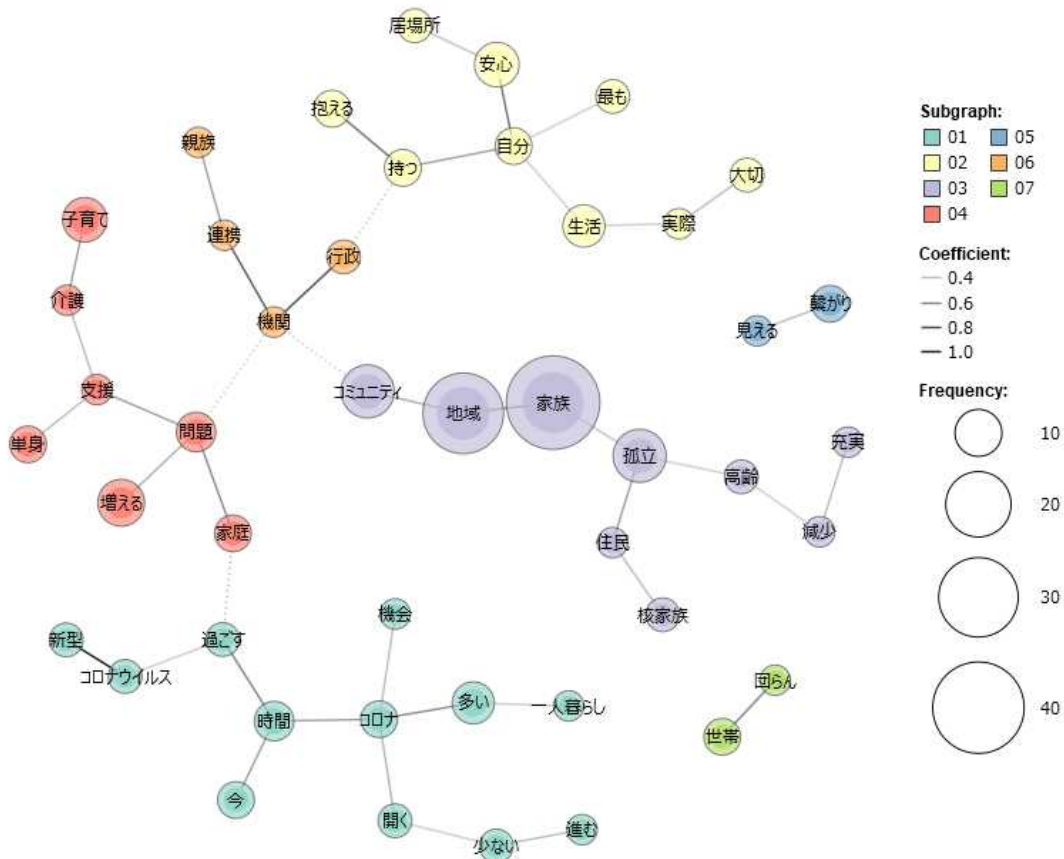 居場所
安心
最も
抱える
自分
持つ
大切
生活
実際
親族
連携
行政
機関
子育て
介護
支援
単身
問題
増える
家庭
繋がり
見える
コミュニティ
地域
家族
孤立
高齢
充実
減少
住民
核家族
新型
コロナウイルス
過ごす
機会
時間
コロナ
多い
一人暮らし
今
開く
少ない
進む
団らん
世帯
Subgraph:
01 05
02 06
03 07
04
Coefficient:
0.4
0.6
0.8
1.0
Frequency:
10
20
30
40